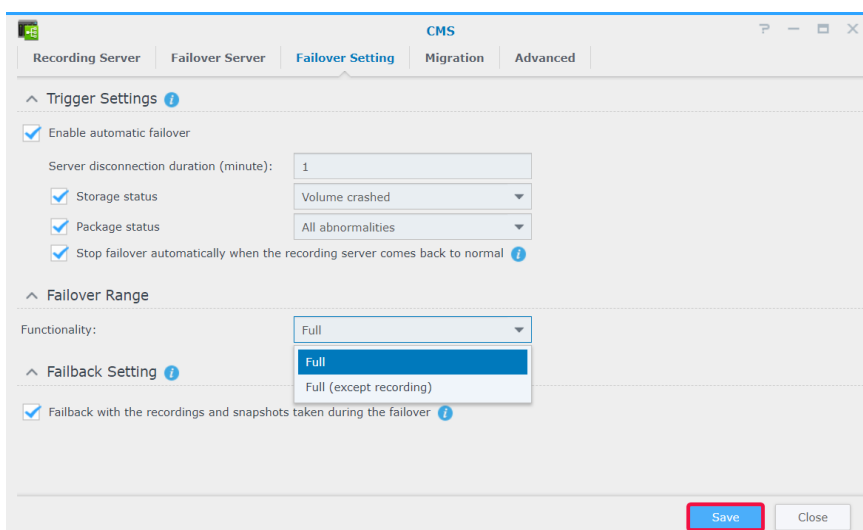 CMS
Recording Server Failover Server Failover Setting Migration Advanced
Trigger Settings
Enable automatic failover
Server disconnection duration (minute): 1
Storage status Volume crashed
Package status All abnormalities
Stop failover automatically when the recording server comes back to normal
Failover Range
Functionality: Full
Full
Full (except recording)
Failback Setting
Failback with the recordings and snapshots taken during the failover
Save Close